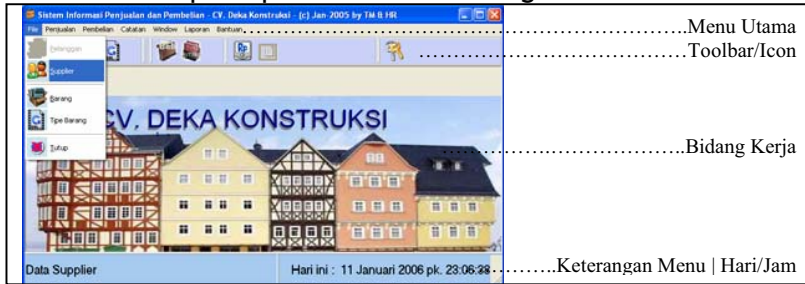 Sistem Informasi Penjualan dan Pembelian - CV. Deka Konstruksi - (c) Jan-2005 by TM & HR
File Penjualan Pembelian Catatan Window Laporan Bantuan
Menu Utama
Toolbar/Icon
Pelanggan
Supplier
Barang
Tipe Barang
Tutup
CV. DEKA KONSTRUKSI
Bidang Kerja
Data Supplier Hari ini : 11 Januari 2006 pk. 23:06:38
Keterangan Menu | Hari/Jam